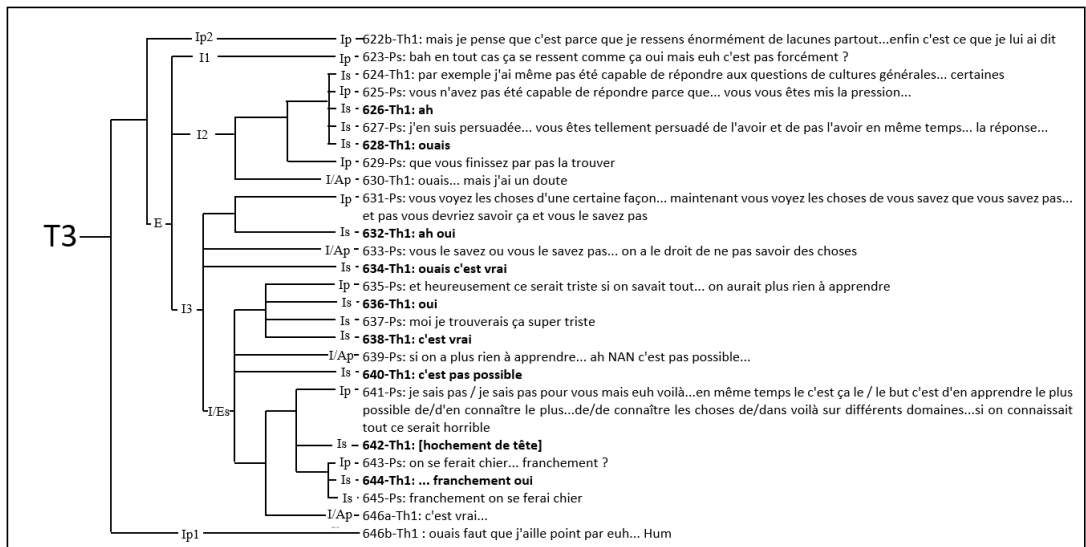 Ip2 Ip - 622b-Th1: mais je pense que c'est parce que je ressens énormément de lacunes partout...enfin c'est ce que je lui ai dit
I1 Ip - 623-Ps: bah en tout cas ça se ressent comme ça oui mais euh c'est pas forcément ?
Is - 624-Th1: par exemple j'ai même pas été capable de répondre aux questions de cultures générales... certaines
Ip - 625-Ps: vous n'avez pas été capable de répondre parce que... vous vous êtes mis la pression...
Is - 626-Th1: ah
I2 Is - 627-Ps: j'en suis persuadée... vous êtes tellement persuadé de l'avoir et de pas l'avoir en même temps... la réponse...
Is - 628-Th1: ouais
Ip - 629-Ps: que vous finissez par pas la trouver
I/Ap - 630-Th1: ouais... mais j'ai un doute
Ip - 631-Ps: vous voyez les choses d'une certaine façon... maintenant vous voyez les choses de vous savez que vous savez pas...
et pas vous devriez savoir ça et vous le savez pas
T3 E Is - 632-Th1: ah oui
I/Ap - 633-Ps: vous le savez ou vous le savez pas... on a le droit de ne pas savoir des choses
Is - 634-Th1: ouais c'est vrai
Ip - 635-Ps: et heureusement ce serait triste si on savait tout... on aurait plus rien à apprendre
I3 Is - 636-Th1: oui
Is - 637-Ps: moi je trouverais ça super triste
Is - 638-Th1: c'est vrai
I/Ap- 639-Ps: si on a plus rien à apprendre... ah NAN c'est pas possible...
Is - 640-Th1: c'est pas possible
I/Es Ip - 641-Ps: je sais pas / je sais pas pour vous mais euh voilà...en même temps le c'est ça le / le but c'est d'en apprendre le plus
possible de/d'en connaître le plus...de/de connaître les choses de/dans voilà sur différents domaines...si on connaissait
tout ce serait horrible
Is - 642-Th1: [hochement de tête]
Ip - 643-Ps: on se ferait chier... franchement ?
Is - 644-Th1: ... franchement oui
Is - 645-Ps: franchement on se ferai chier
I/Ap - 646a-Th1: c'est vrai...
Ip1 646b-Th1 : ouais faut que j'aille point par euh... Hum